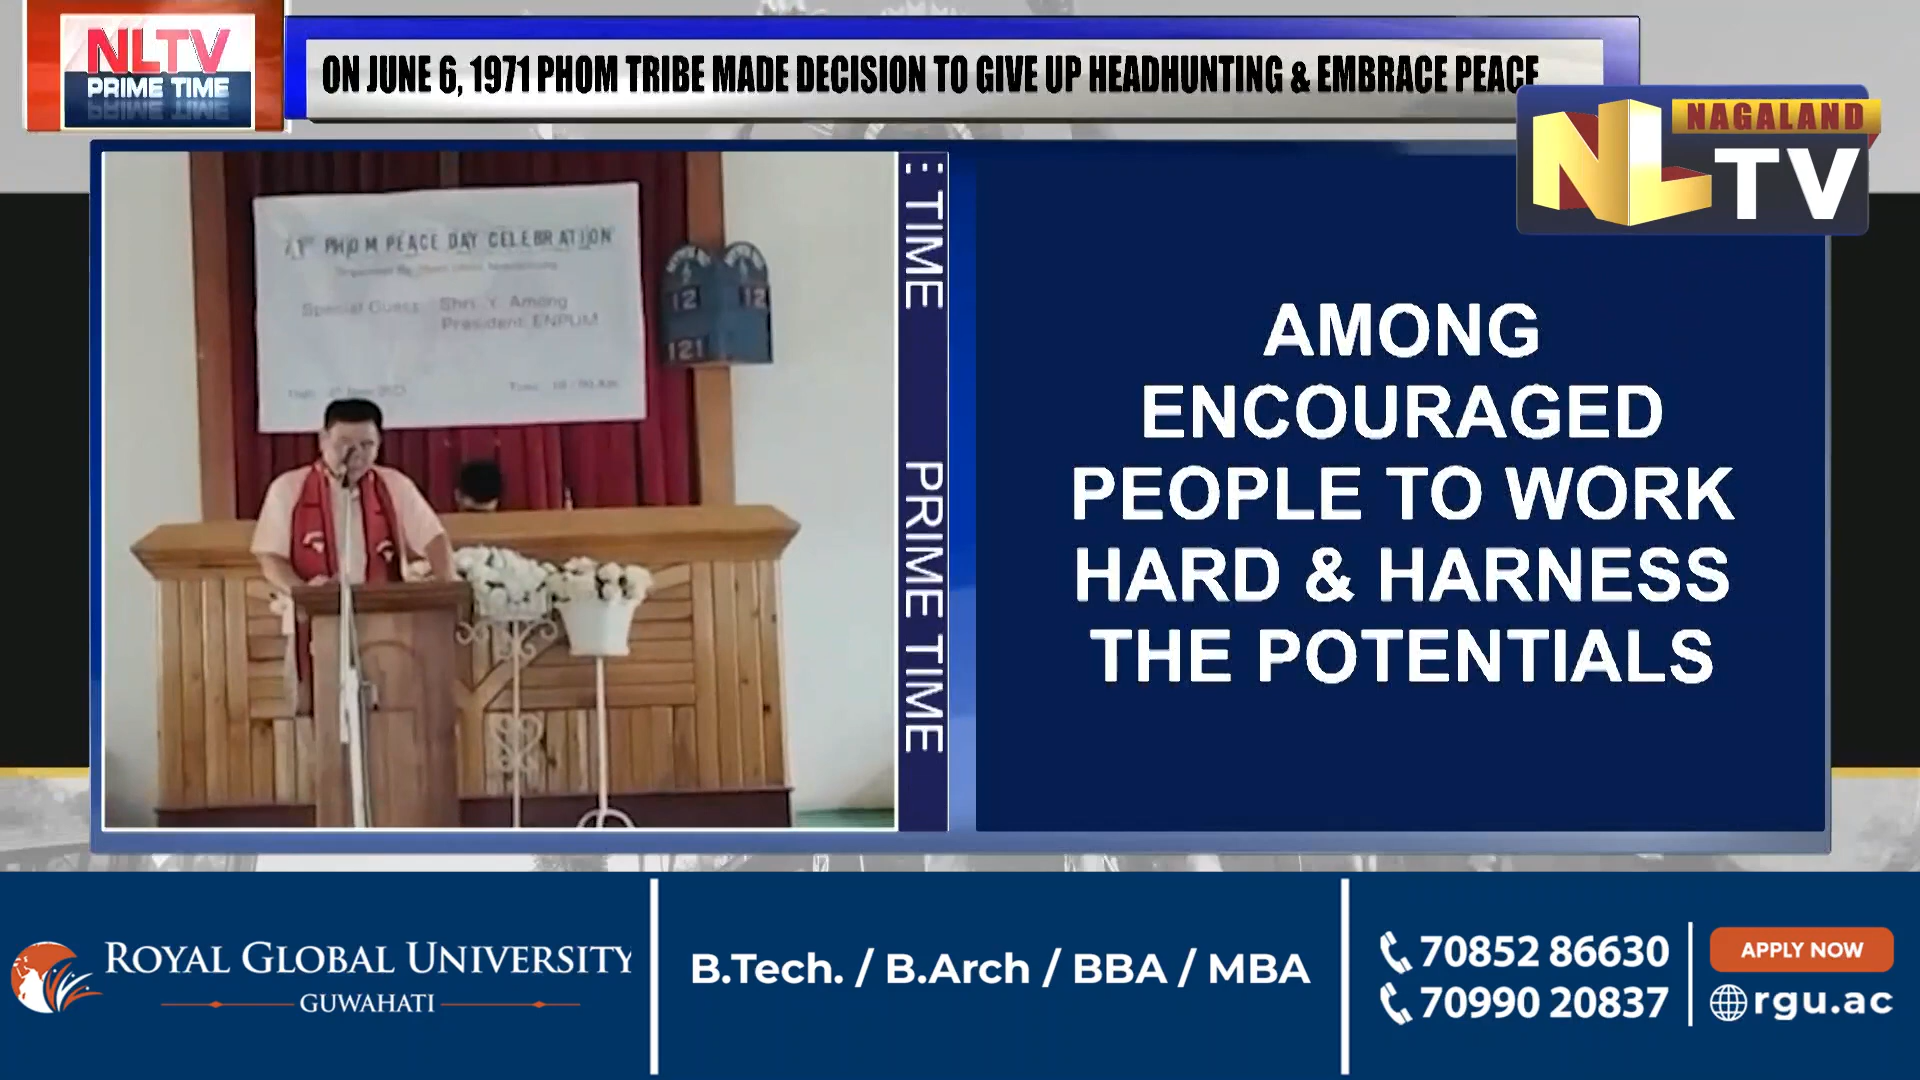 NLTV
PRIME TIME
ON JUNE 6, 1971 PHOM TRIBE MADE DECISION TO GIVE UP HEADHUNTING & EMBRACE PEACE
NAGALAND
NL TV
PHOM PEACE DAY CELEBRATION
Special Guest Shri. Y. Among
President ENPUM
12 12
121
E TIME
PRIME TIME
AMONG
ENCOURAGED
PEOPLE TO WORK
HARD & HARNESS
THE POTENTIALS
ROYAL GLOBAL UNIVERSITY
GUWAHATI
B.Tech. / B.Arch / BBA / MBA
70852 86630
70990 20837
APPLY NOW
rgu.ac